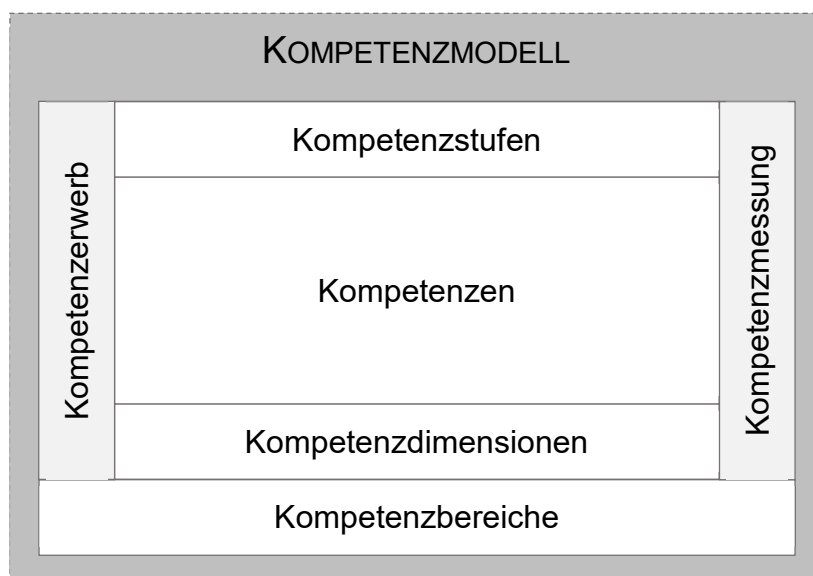 KOMPETENZMODELL
Kompetenzerwerb
Kompetenzstufen
Kompetenzen
Kompetenzdimensionen
Kompetenzmessung
Kompetenzbereiche